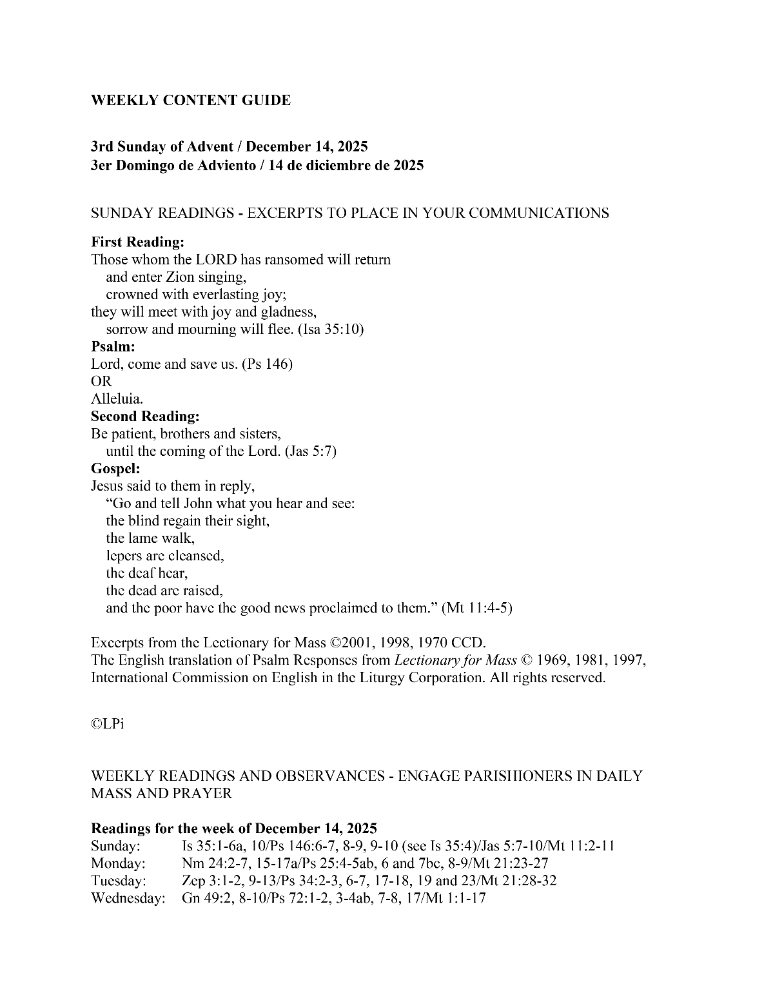 WEEKLY CONTENT GUIDE
3rd Sunday of Advent / December 14, 2025
3er Domingo de Adviento / 14 de diciembre de 2025
SUNDAY READINGS - EXCERPTS TO PLACE IN YOUR COMMUNICATIONS
First Reading:
Those whom the LORD has ransomed will return
and enter Zion singing,
crowned with everlasting joy;
they will meet with joy and gladness,
sorrow and mourning will flee. (Isa 35:10)
Psalm:
Lord, come and save us. (Ps 146)
OR
Alleluia.
Second Reading:
Be patient, brothers and sisters,
until the coming of the Lord. (Jas 5:7)
Gospel:
Jesus said to them in reply,
“Go and tell John what you hear and see:
the blind regain their sight,
the lame walk,
lepers are cleansed,
the deaf hear,
the dead are raised,
and the poor have the good news proclaimed to them.” (Mt 11:4-5)
Excerpts from the Lectionary for Mass ©2001, 1998, 1970 CCD.
The English translation of Psalm Responses from Lectionary for Mass © 1969, 1981, 1997,
International Commission on English in the Liturgy Corporation. All rights reserved.
©LPi
WEEKLY READINGS AND OBSERVANCES - ENGAGE PARISHIONERS IN DAILY
MASS AND PRAYER
Readings for the week of December 14, 2025
Sunday: Is 35:1-6a, 10/Ps 146:6-7, 8-9, 9-10 (see Is 35:4)/Jas 5:7-10/Mt 11:2-11
Monday: Nm 24:2-7, 15-17a/Ps 25:4-5ab, 6 and 7bc, 8-9/Mt 21:23-27
Tuesday: Zep 3:1-2, 9-13/Ps 34:2-3, 6-7, 17-18, 19 and 23/Mt 21:28-32
Wednesday: Gn 49:2, 8-10/Ps 72:1-2, 3-4ab, 7-8, 17/Mt 1:1-17